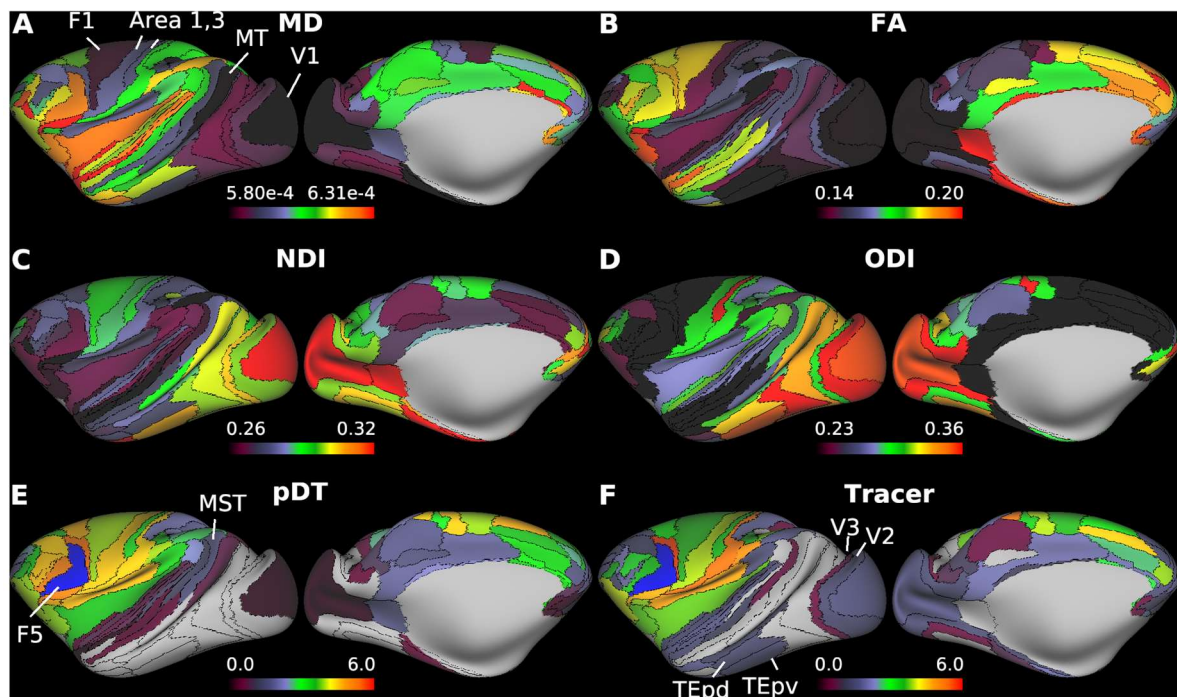 A F1 Area 1,3 MD MT V1 B FA
5.80e-4 6.31e-4 0.14 0.20
C NDI D ODI
0.26 0.32 0.23 0.36
E pDT MST F5 F Tracer V3 V2
0.0 6.0 0.0 6.0
TEpd TEpv